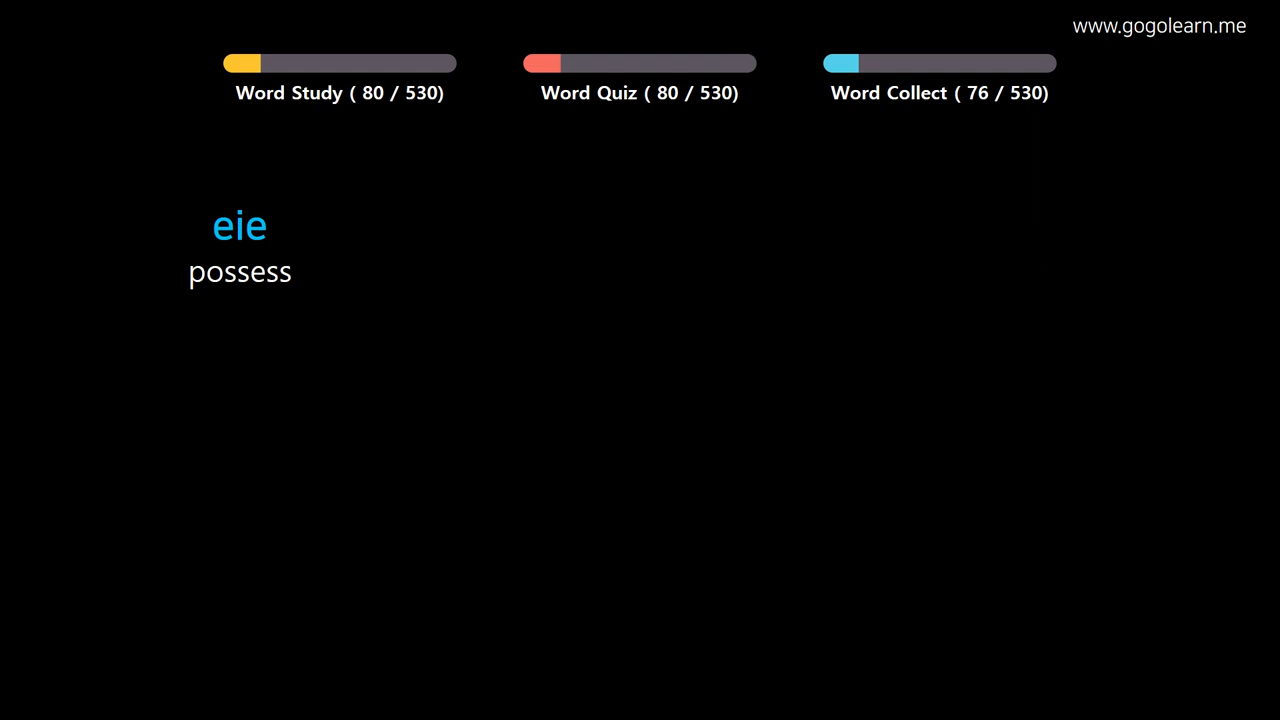 www.gogolearn.me
Word Study ( 80 / 530)
Word Quiz ( 80 / 530)
Word Collect ( 76 / 530)
eie
possess